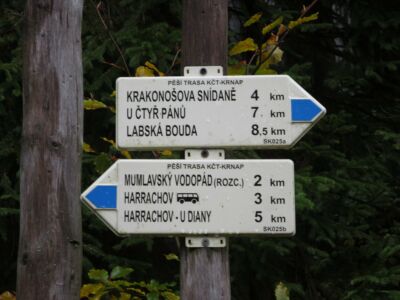 PĚŠÍ TRASA KČT-KRNAP
KRAKONOŠOVA SNÍDANĚ 4 km
U ČTYŘ PÁNŮ 7 km
LABSKÁ BOUDA 8,5 km
SK025a
PĚŠÍ TRASA KČT-KRNAP
MUMLAVSKÝ VODOPÁD (ROZC.) 2 km
HARRACHOV 3 km
HARRACHOV - U DIANY 5 km
SK025b